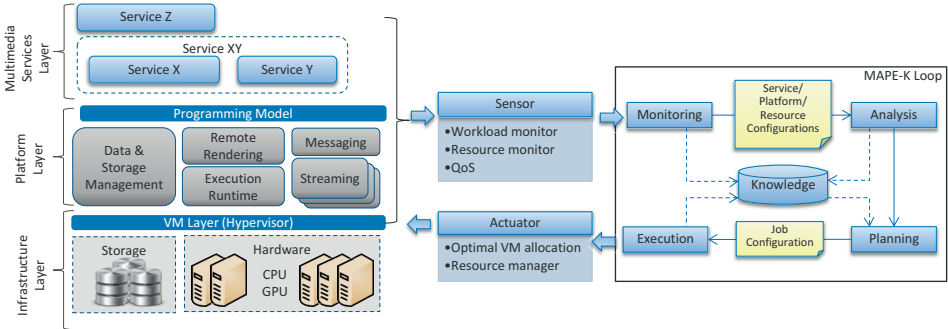 Multimedia
Services
Layer
Service Z
Service XY
Service X
Service Y
Platform
Layer
Programming Model
Data &
Storage
Management
Remote
Rendering
Execution
Runtime
Messaging
Streaming
Infrastructure
Layer
VM Layer (Hypervisor)
Storage
Hardware
CPU
GPU
Sensor
•Workload monitor
•Resource monitor
•QoS
Actuator
•Optimal VM allocation
•Resource manager
MAPE-K Loop
Monitoring
Service/
Platform/
Resource
Configurations
Analysis
Knowledge
Execution
Job
Configuration
Planning